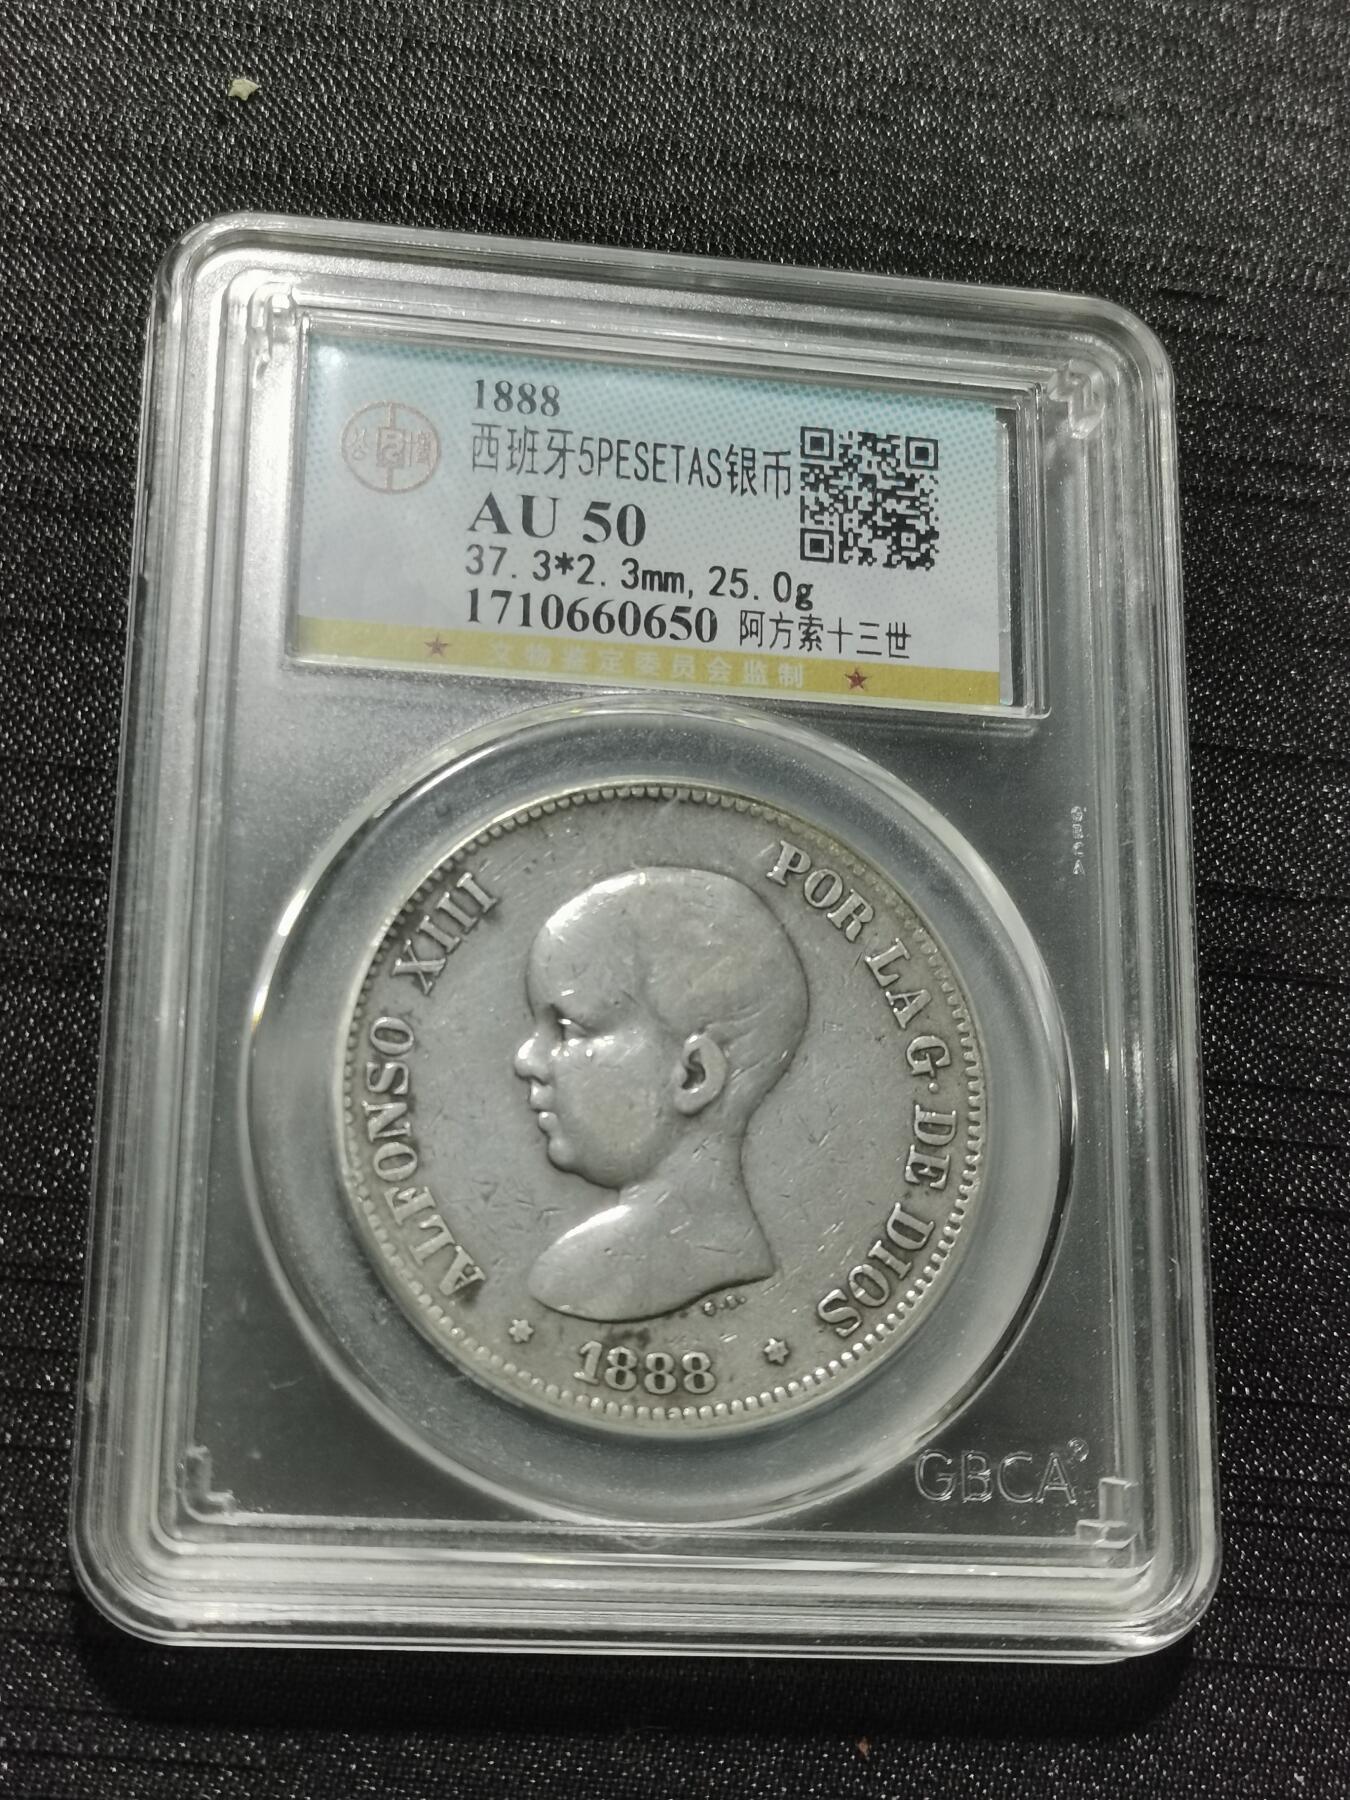 1888
西班牙5PESETAS银币
AU 50
37.3*2.3mm,25.0g
1710660650 阿方索十三世
★ 文物鉴定委员会监制 ★
GBCA
ALFONSO XIII POR LA G. DE DIOS
* 1888 *
GBCA®